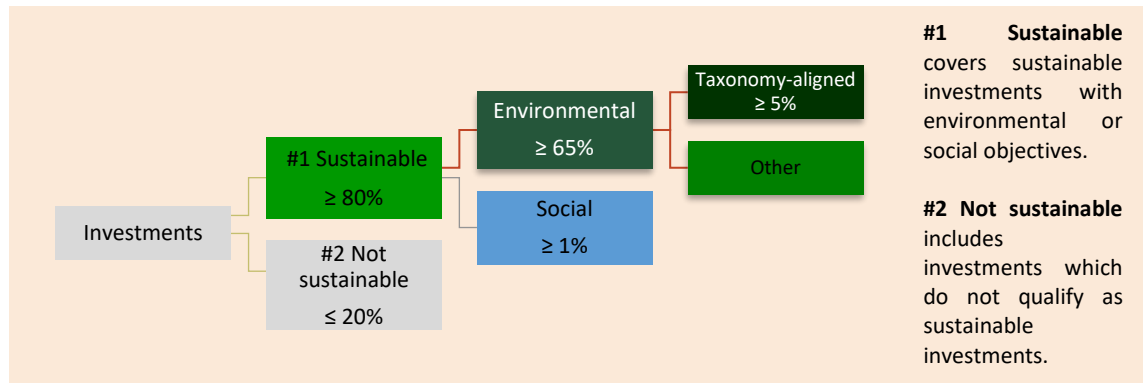 Investments
#1 Sustainable
≥ 80%
#2 Not
sustainable
≤ 20%
Environmental
≥ 65%
Social
≥ 1%
Taxonomy-aligned
≥ 5%
Other
#1 Sustainable
covers sustainable
investments with
environmental or
social objectives.
#2 Not sustainable
includes
investments which
do not qualify as
sustainable
investments.